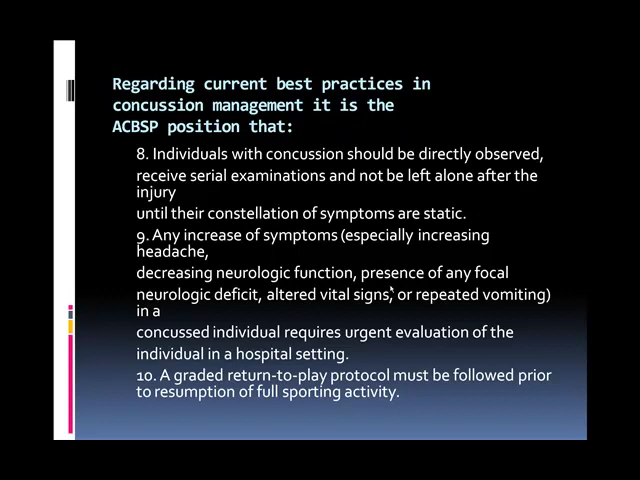 Regarding current best practices in
concussion management it is the
ACBSP position that:
8. Individuals with concussion should be directly observed,
receive serial examinations and not be left alone after the
injury
until their constellation of symptoms are static.
9. Any increase of symptoms (especially increasing
headache,
decreasing neurologic function, presence of any focal
neurologic deficit, altered vital signs, or repeated vomiting)
in a
concussed individual requires urgent evaluation of the
individual in a hospital setting.
10. A graded return-to-play protocol must be followed prior
to resumption of full sporting activity.